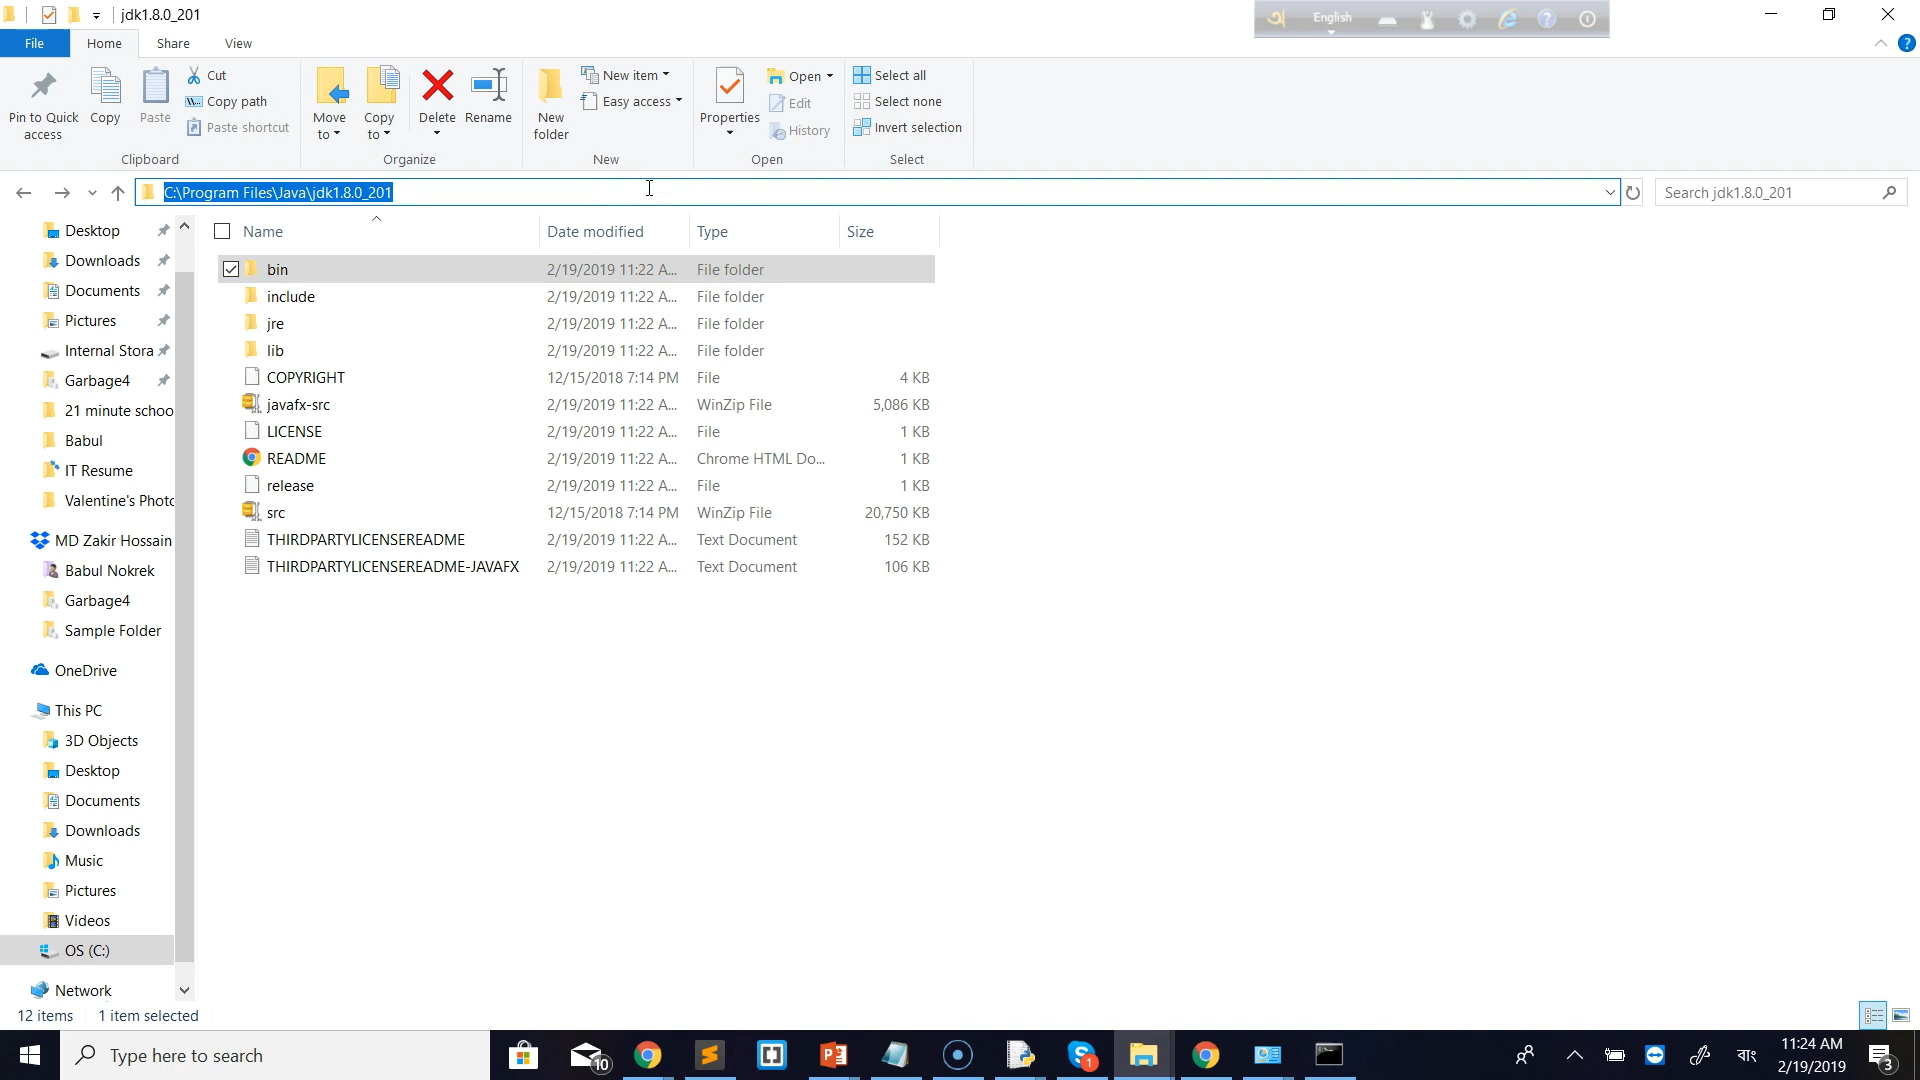 jdk1.8.0_201
English
File Home Share View
Pin to Quick access
Copy
Paste
Cut
Copy path
Paste shortcut
Clipboard
Move to
Copy to
Delete
Rename
Organize
New folder
New item
Easy access
New
Properties
Open
Edit
History
Open
Select all
Select none
Invert selection
Select
C:\Program Files\Java\jdk1.8.0_201
Search jdk1.8.0_201
Desktop
Downloads
Documents
Pictures
Internal Stora
Garbage4
21 minute schoo
Babul
IT Resume
Valentine's Photo
MD Zakir Hossain
Babul Nokrek
Garbage4
Sample Folder
OneDrive
This PC
3D Objects
Desktop
Documents
Downloads
Music
Pictures
Videos
OS (C:)
Network
Name Date modified Type Size
bin 2/19/2019 11:22 A... File folder
include 2/19/2019 11:22 A... File folder
jre 2/19/2019 11:22 A... File folder
lib 2/19/2019 11:22 A... File folder
COPYRIGHT 12/15/2018 7:14 PM File 4 KB
javafx-src 2/19/2019 11:22 A... WinZip File 5,086 KB
LICENSE 2/19/2019 11:22 A... File 1 KB
README 2/19/2019 11:22 A... Chrome HTML Do... 1 KB
release 2/19/2019 11:22 A... File 1 KB
src 12/15/2018 7:14 PM WinZip File 20,750 KB
THIRDPARTYLICENSEREADME 2/19/2019 11:22 A... Text Document 152 KB
THIRDPARTYLICENSEREADME-JAVAFX 2/19/2019 11:22 A... Text Document 106 KB
12 items 1 item selected
Type here to search
10
1
বাং
11:24 AM
2/19/2019
3